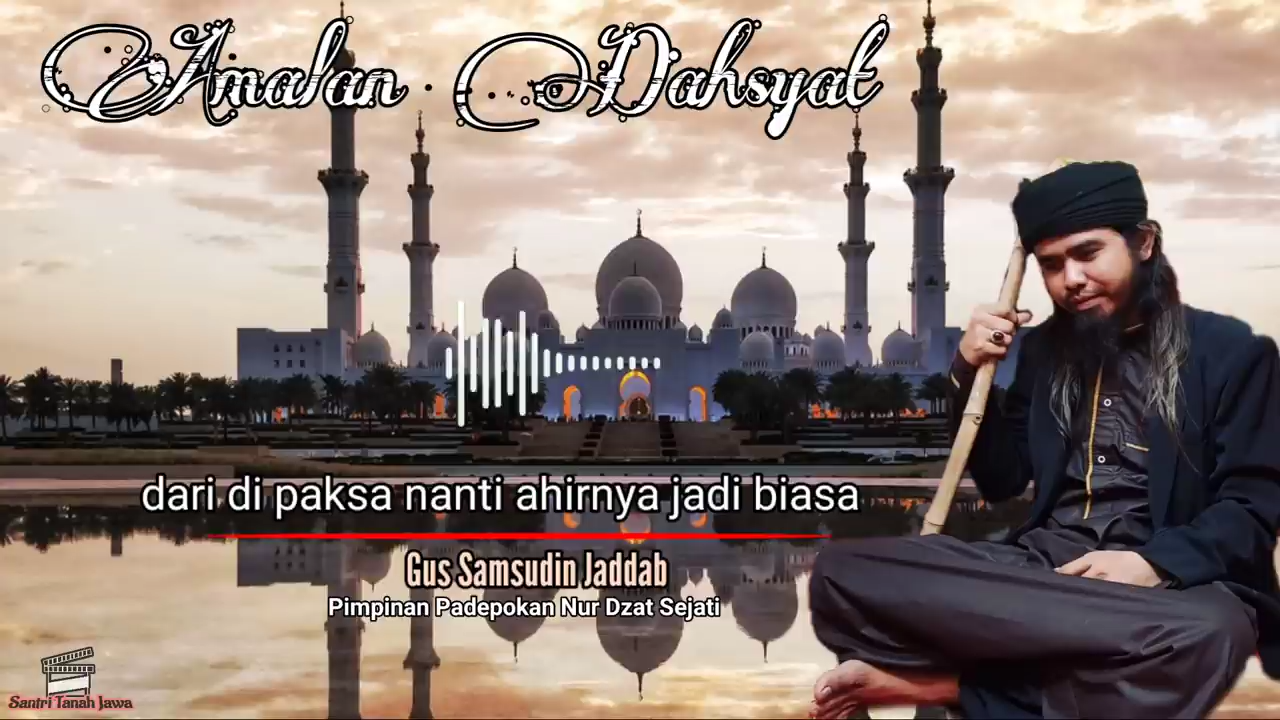 Amalan Dahsyat
dari di paksa nanti ahirnya jadi biasa
Gus Samsudin Jaddab
Pimpinan Padepokan Nur Dzat Sejati
Santri Tanah Jawa